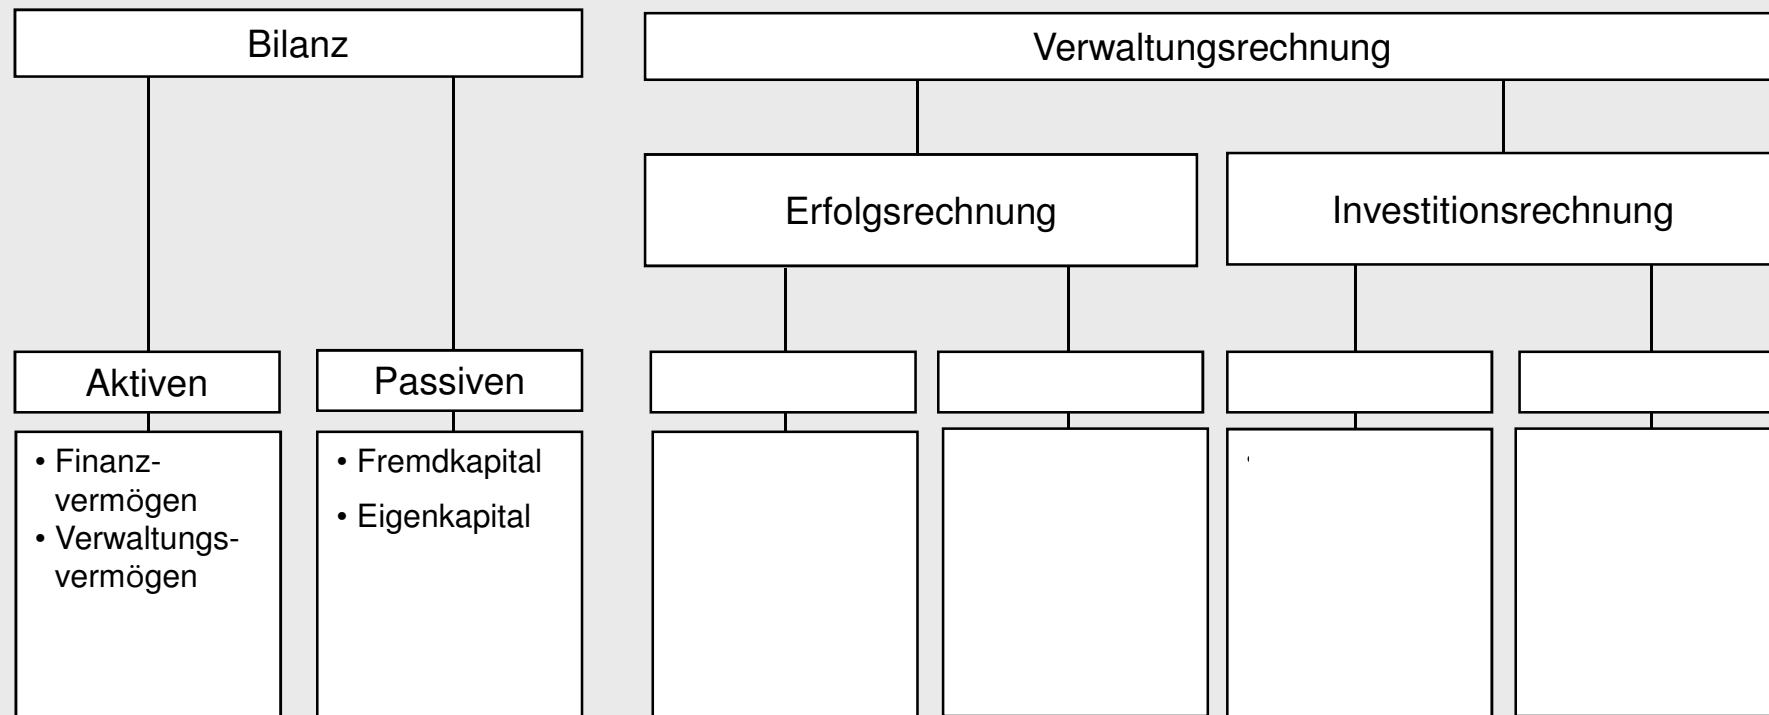 Bilanz
Verwaltungsrechnung
Erfolgsrechnung
Investitionsrechnung
Aktiven
Passiven
• Finanz-
vermögen
• Verwaltungs-
vermögen
• Fremdkapital
• Eigenkapital